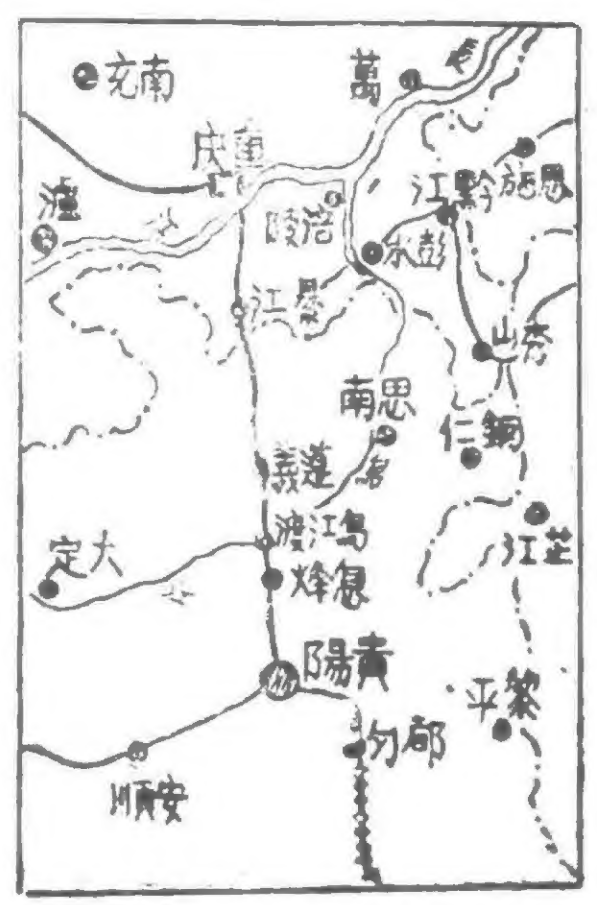 南充
萬
重庆
瀘
恩施
黔江
涪陵
彭水
綦江
秀山
思南
銅仁
遵義
烏江渡
芷江
大定
息烽
貴陽
黎平
都匀
安順